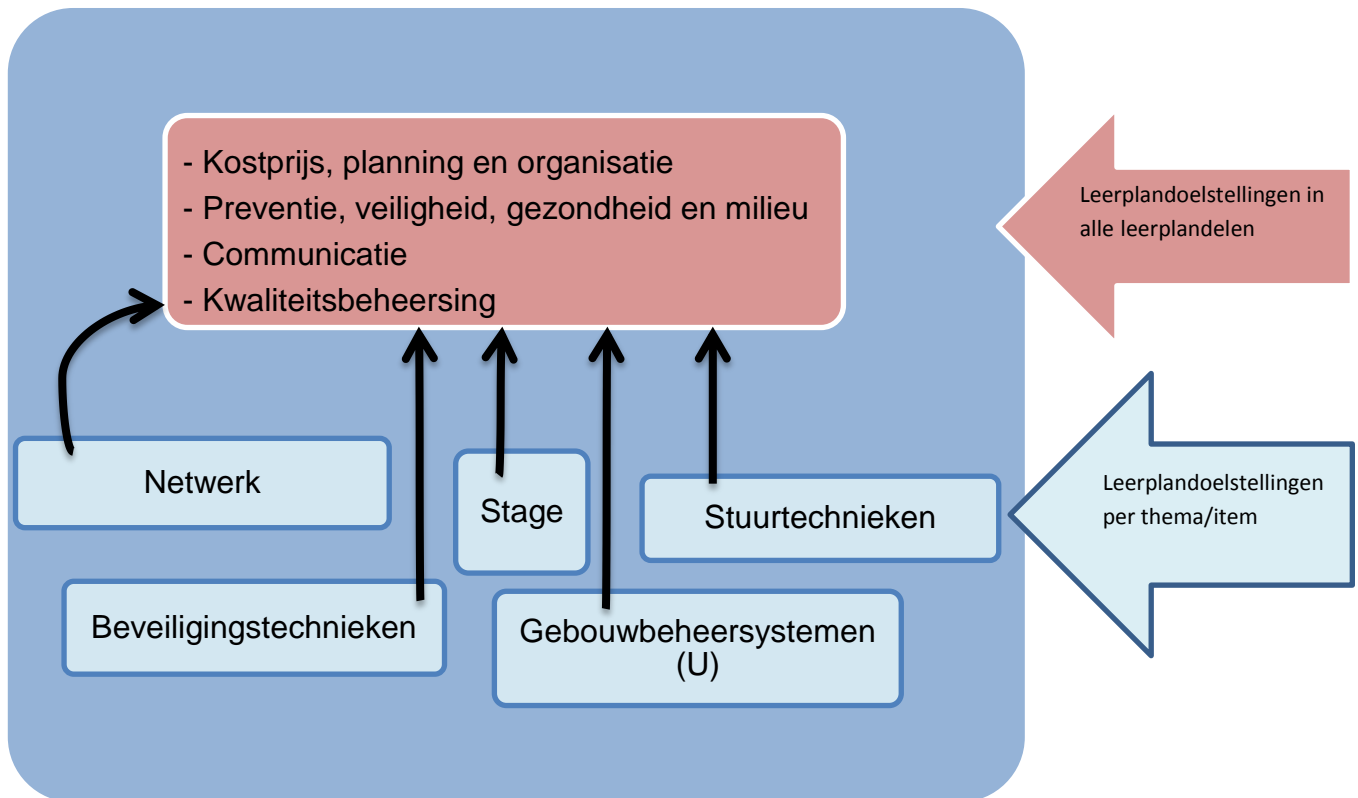 - Kostprijs, planning en organisatie
- Preventie, veiligheid, gezondheid en milieu
- Communicatie
- Kwaliteitsbeheersing
Leerplandoelstellingen in
alle leerplandelen
Netwerk
Stage
Stuurtechnieken
Leerplandoelstellingen
per thema/item
Beveiligingstechnieken
Gebouwbeheersystemen
(U)